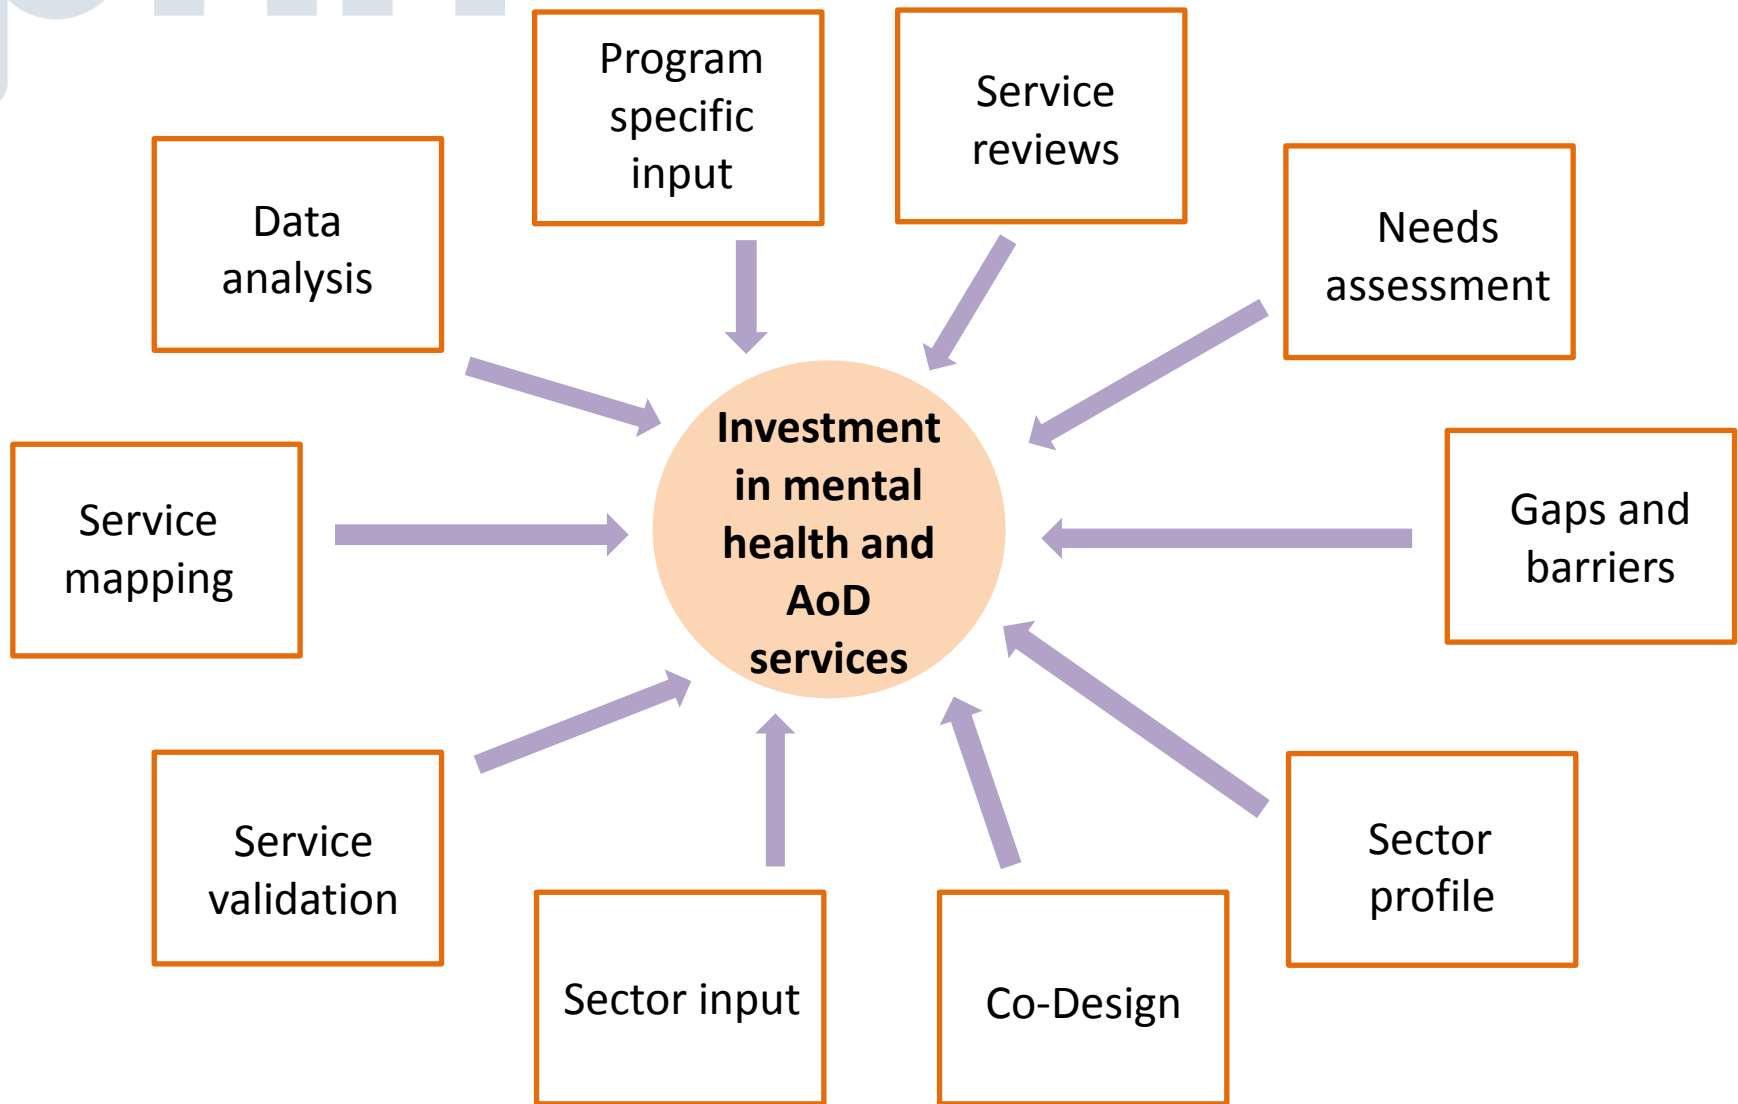 Program
specific
input
Service
reviews
Data
analysis
Needs
assessment
Investment
in mental
health and
AoD
services
Service
mapping
Gaps and
barriers
Service
validation
Sector
profile
Sector input
Co-Design